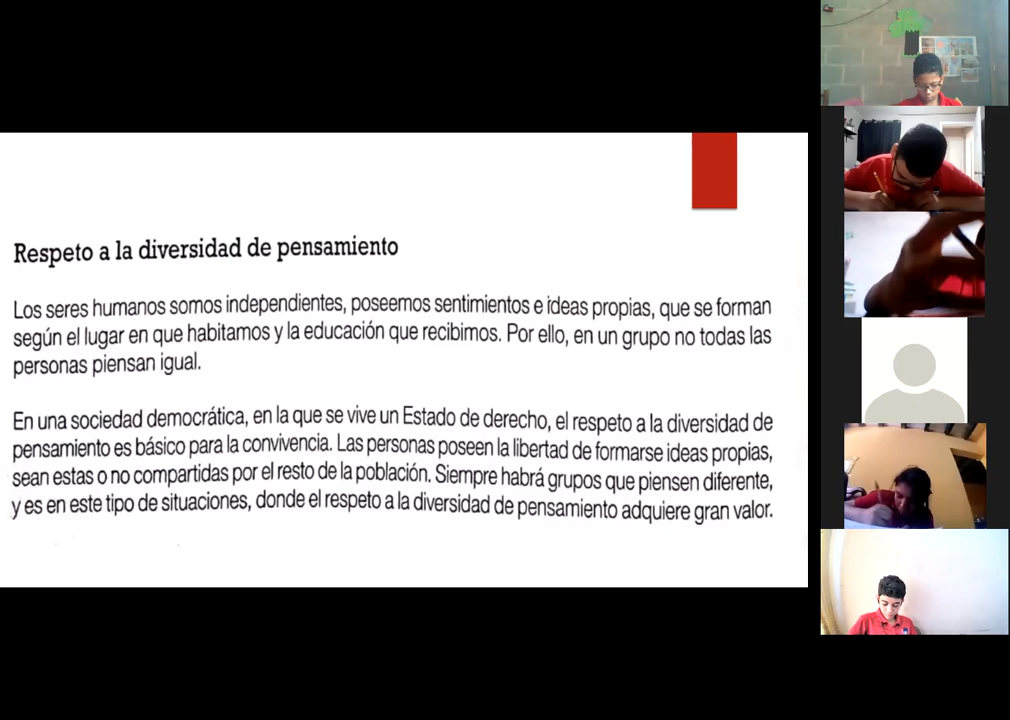 Respeto a la diversidad de pensamiento
Los seres humanos somos independientes, poseemos sentimientos e ideas propias, que se forman
según el lugar en que habitamos y la educación que recibimos. Por ello, en un grupo no todas las
personas piensan igual.
En una sociedad democrática, en la que se vive un Estado de derecho, el respeto a la diversidad de
pensamiento es básico para la convivencia. Las personas poseen la libertad de formarse ideas propias,
sean estas o no compartidas por el resto de la población. Siempre habrá grupos que piensen diferente,
y es en este tipo de situaciones, donde el respeto a la diversidad de pensamiento adquiere gran valor.